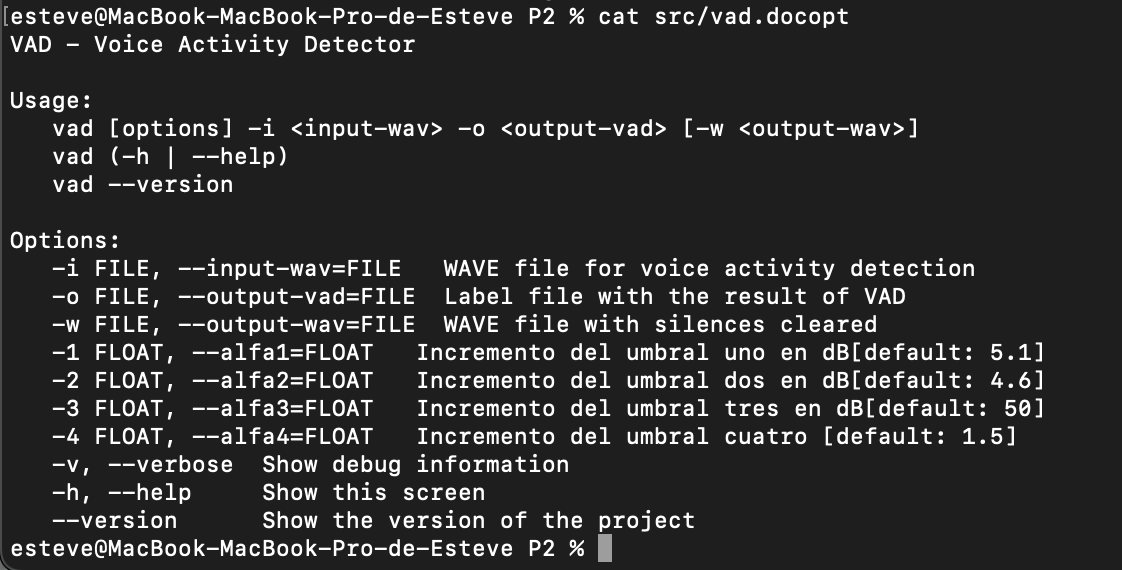 [esteve@MacBook-MacBook-Pro-de-Esteve P2 % cat src/vad.docopt
VAD - Voice Activity Detector

Usage:
   vad [options] -i <input-wav> -o <output-vad> [-w <output-wav>]
   vad (-h | --help)
   vad --version

Options:
   -i FILE, --input-wav=FILE   WAVE file for voice activity detection
   -o FILE, --output-vad=FILE  Label file with the result of VAD
   -w FILE, --output-wav=FILE  WAVE file with silences cleared
   -1 FLOAT, --alfa1=FLOAT   Incremento del umbral uno en dB[default: 5.1]
   -2 FLOAT, --alfa2=FLOAT   Incremento del umbral dos en dB[default: 4.6]
   -3 FLOAT, --alfa3=FLOAT   Incremento del umbral tres en dB[default: 50]
   -4 FLOAT, --alfa4=FLOAT   Incremento del umbral cuatro [default: 1.5]
   -v, --verbose  Show debug information
   -h, --help     Show this screen
   --version      Show the version of the project
esteve@MacBook-MacBook-Pro-de-Esteve P2 %